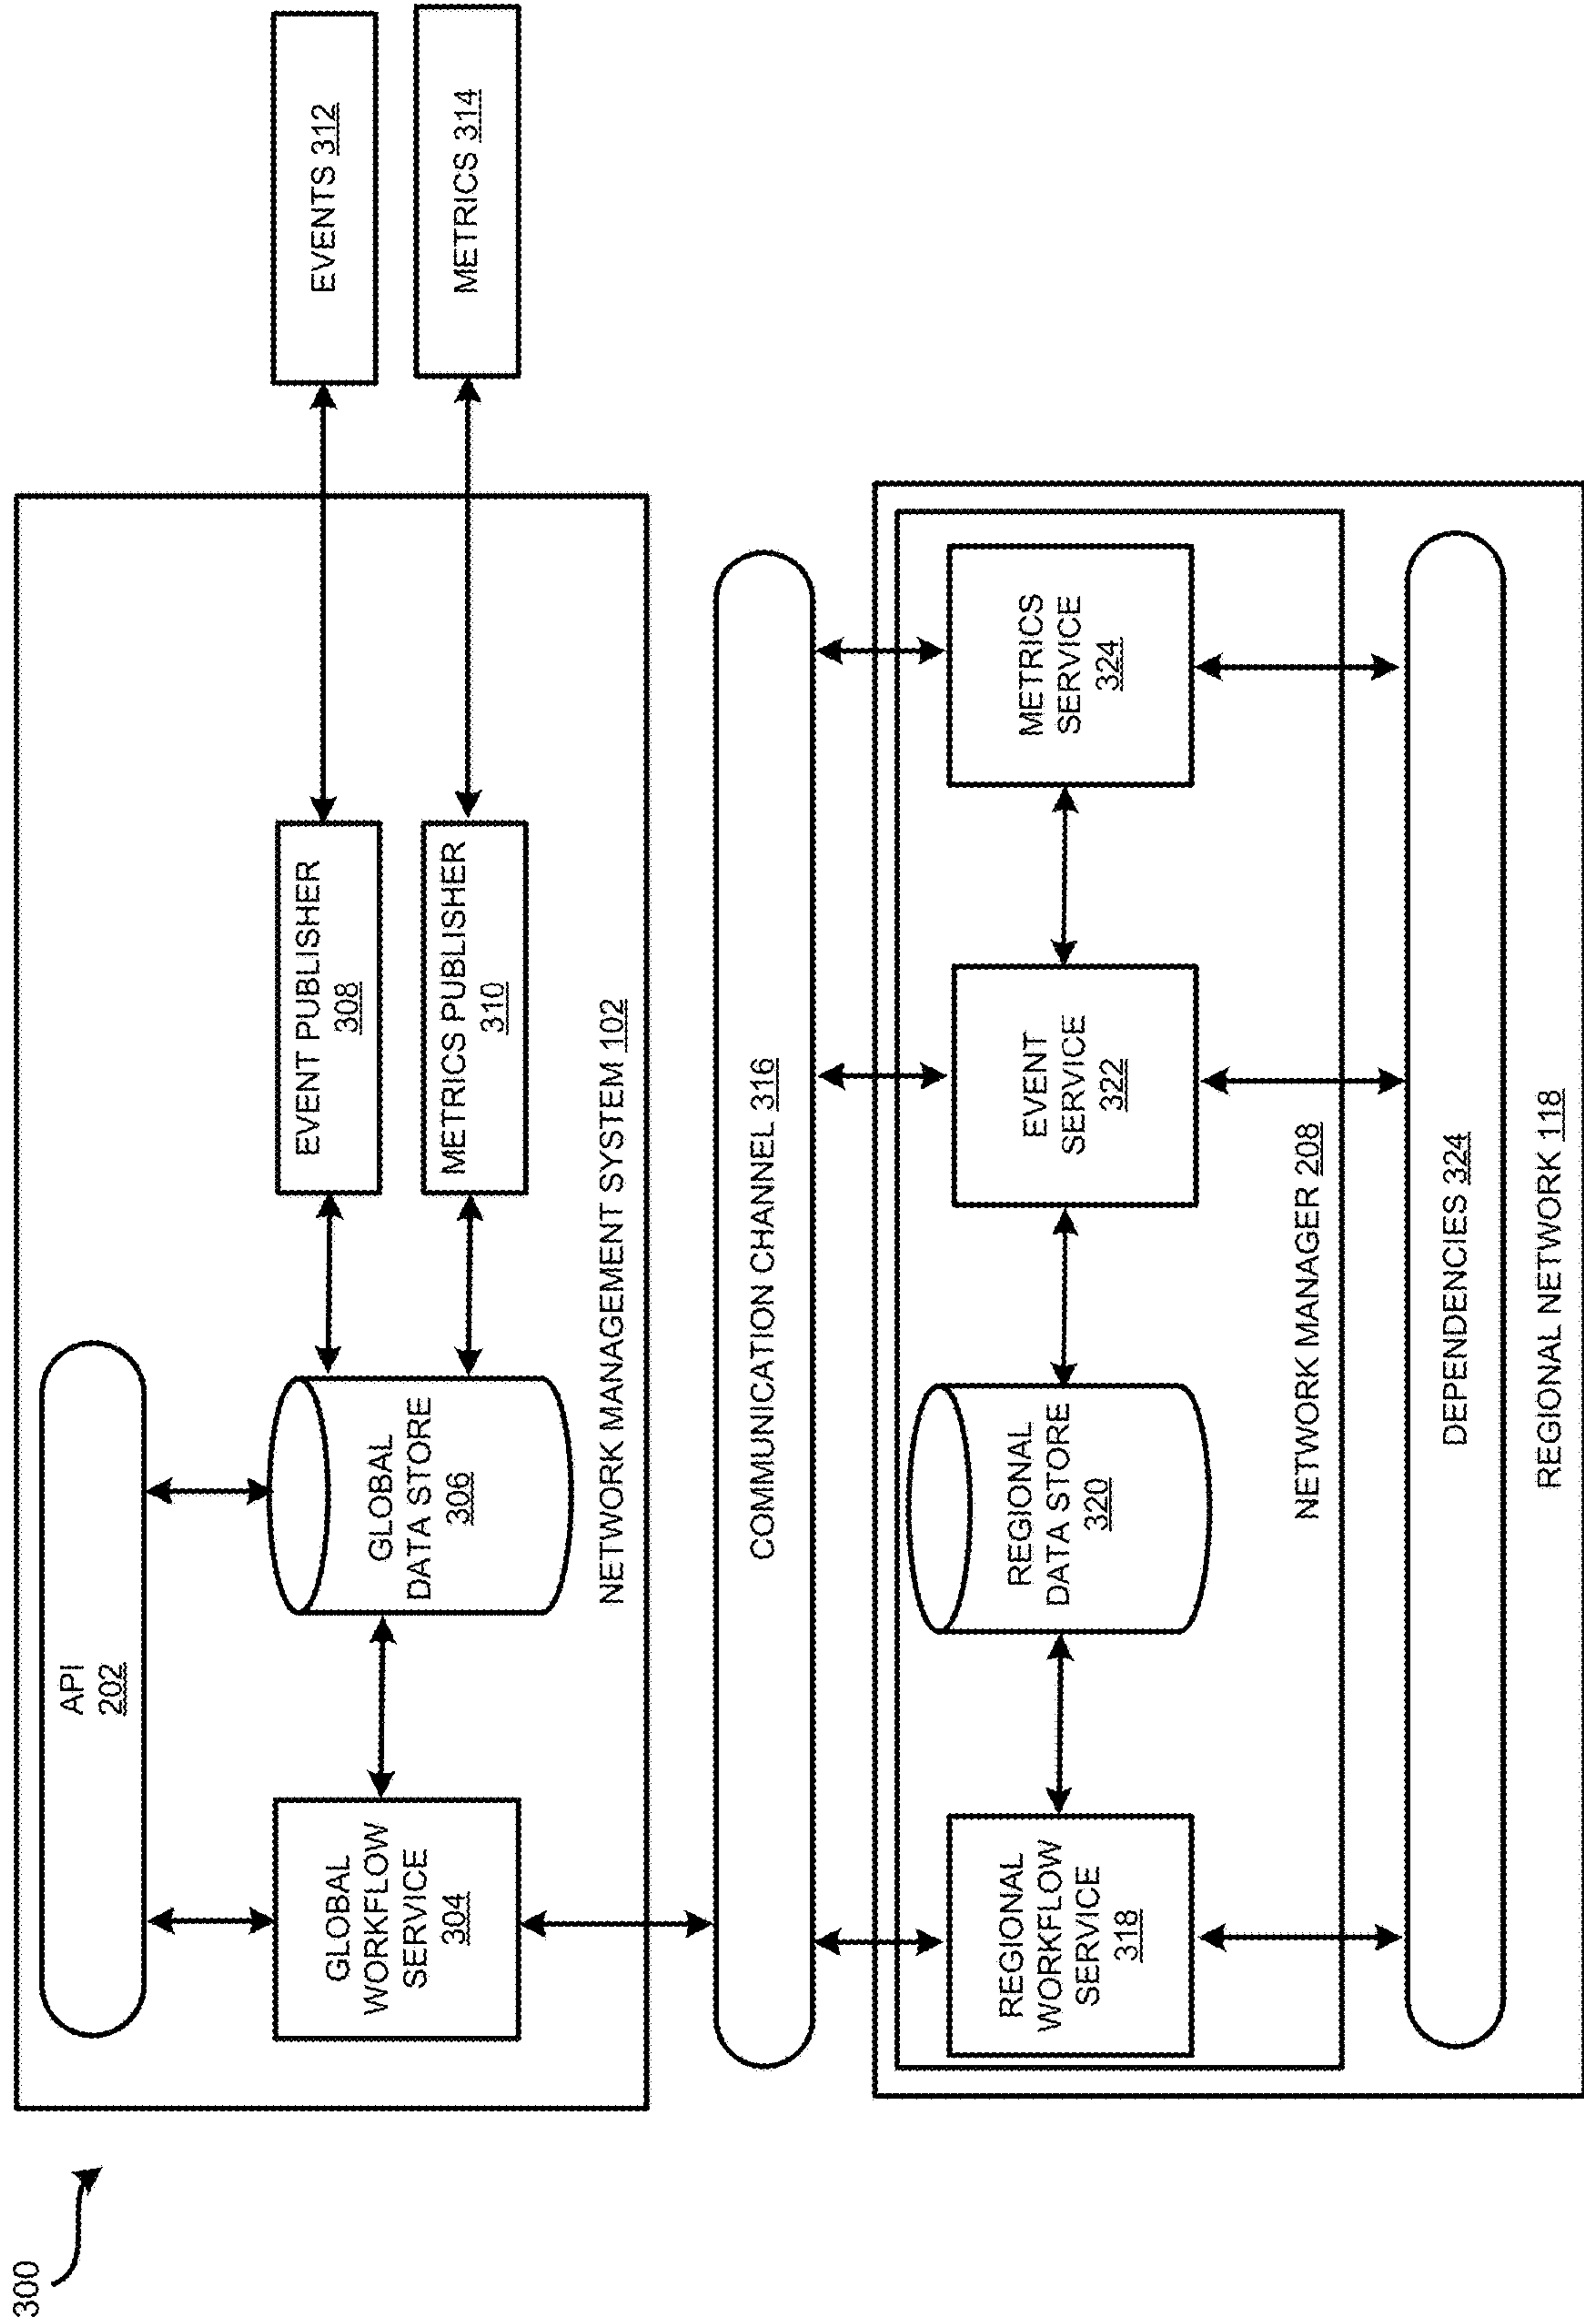 300
API
202
GLOBAL
WORKFLOW
SERVICE
304
GLOBAL
DATA STORE
306
EVENT PUBLISHER
308
METRICS PUBLISHER
310
EVENTS 312
METRICS 314
NETWORK MANAGEMENT SYSTEM 102
COMMUNICATION CHANNEL 316
REGIONAL
WORKFLOW
SERVICE
318
REGIONAL
DATA STORE
320
EVENT
SERVICE
322
METRICS
SERVICE
324
NETWORK MANAGER 208
DEPENDENCIES 324
REGIONAL NETWORK 118